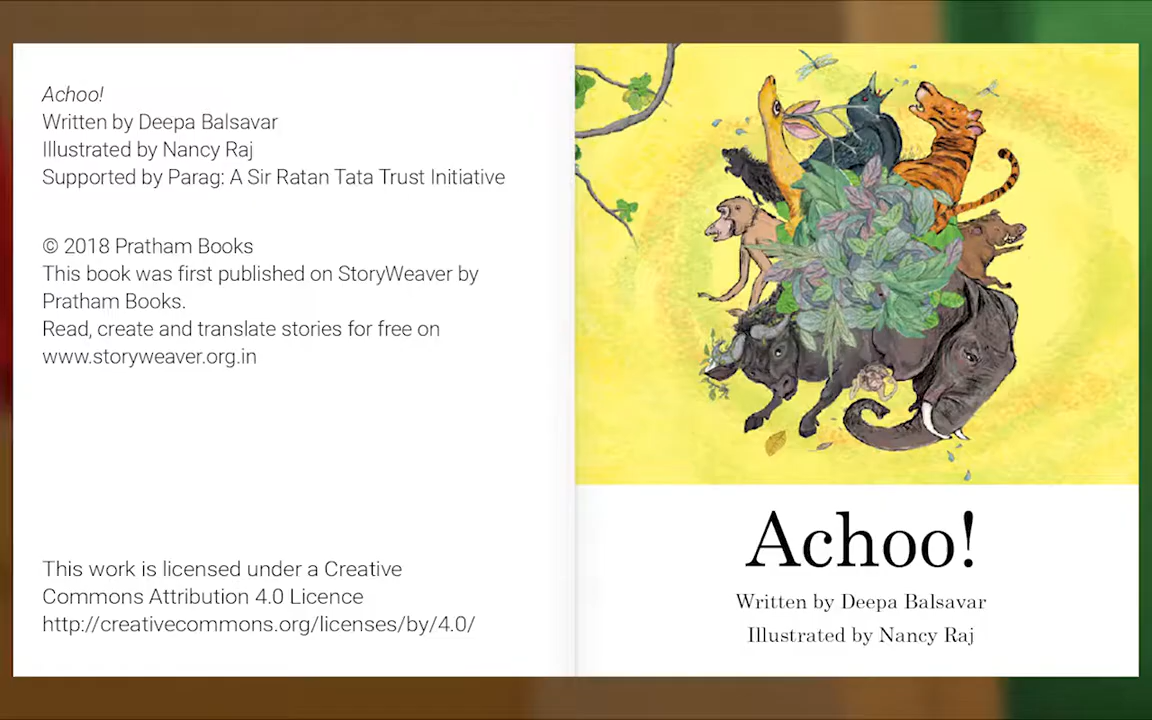 Achoo!
Written by Deepa Balsavar
Illustrated by Nancy Raj
Supported by Parag: A Sir Ratan Tata Trust Initiative
© 2018 Pratham Books
This book was first published on StoryWeaver by
Pratham Books.
Read, create and translate stories for free on
www.storyweaver.org.in
This work is licensed under a Creative
Commons Attribution 4.0 Licence
http://creativecommons.org/licenses/by/4.0/
Achoo!
Written by Deepa Balsavar
Illustrated by Nancy Raj